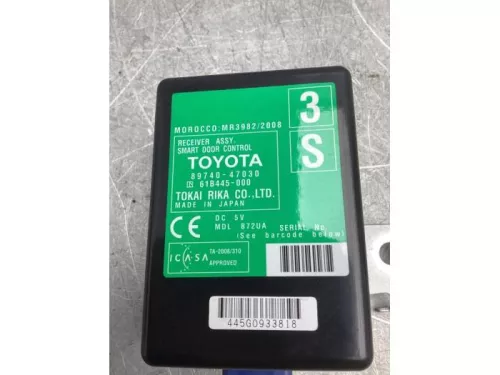 MOROCCO:MR3982/2008
3
RECEIVER ASSY.
SMART DOOR CONTROL
S
TOYOTA
89740-47030
61B445-000
TOKAI RIKA CO.,LTD.
MADE IN JAPAN
CE
DC 5V
MDL B72UA SERIAL No.
(See barcode below)
ICASA
TA-2008/310
APPROVED
445G0933818